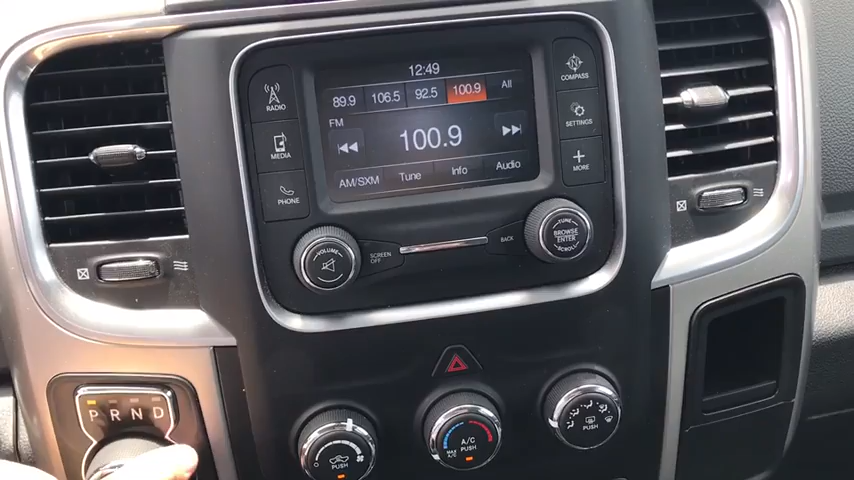 12:49
89.9 106.5 92.5 100.9 All
FM
100.9
AM/SXM Tune Info Audio
RADIO
MEDIA
PHONE
COMPASS
N
SETTINGS
MORE
VOLUME
SCREEN OFF
BACK
TUNE
BROWSE
ENTER
SCROLL
P R N D
PUSH
A/C
PUSH
MAX A/C
PUSH